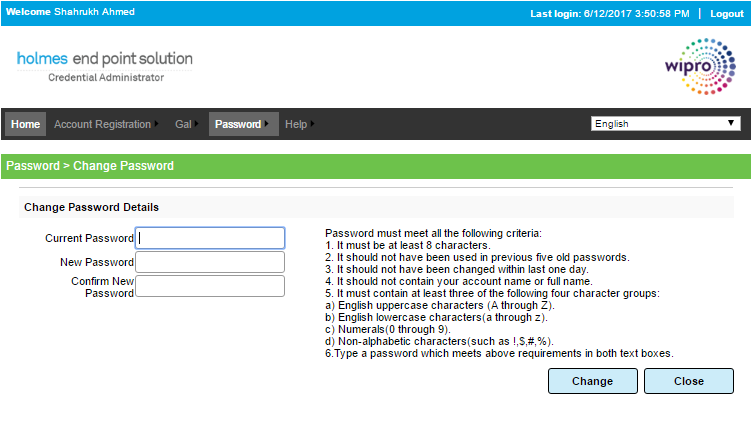 Welcome Shahrukh Ahmed
Last login: 6/12/2017 3:50:58 PM | Logout
holmes end point solution
Credential Administrator
wipro
Home Account Registration Gal Password Help
English
Password > Change Password
Change Password Details
Current Password
New Password
Confirm New
Password
Password must meet all the following criteria:
1. It must be at least 8 characters.
2. It should not have been used in previous five old passwords.
3. It should not have been changed within last one day.
4. It should not contain your account name or full name.
5. It must contain at least three of the following four character groups:
a) English uppercase characters (A through Z).
b) English lowercase characters(a through z).
c) Numerals(0 through 9).
d) Non-alphabetic characters(such as !,$,#,%).
6.Type a password which meets above requirements in both text boxes.
Change Close